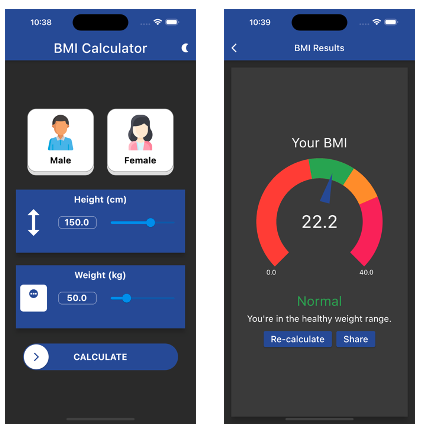 10:38
BMI Calculator
Male
Female
Height (cm)
150.0
Weight (kg)
50.0
CALCULATE
10:39
BMI Results
Your BMI
22.2
0.0
40.0
Normal
You're in the healthy weight range.
Re-calculate
Share